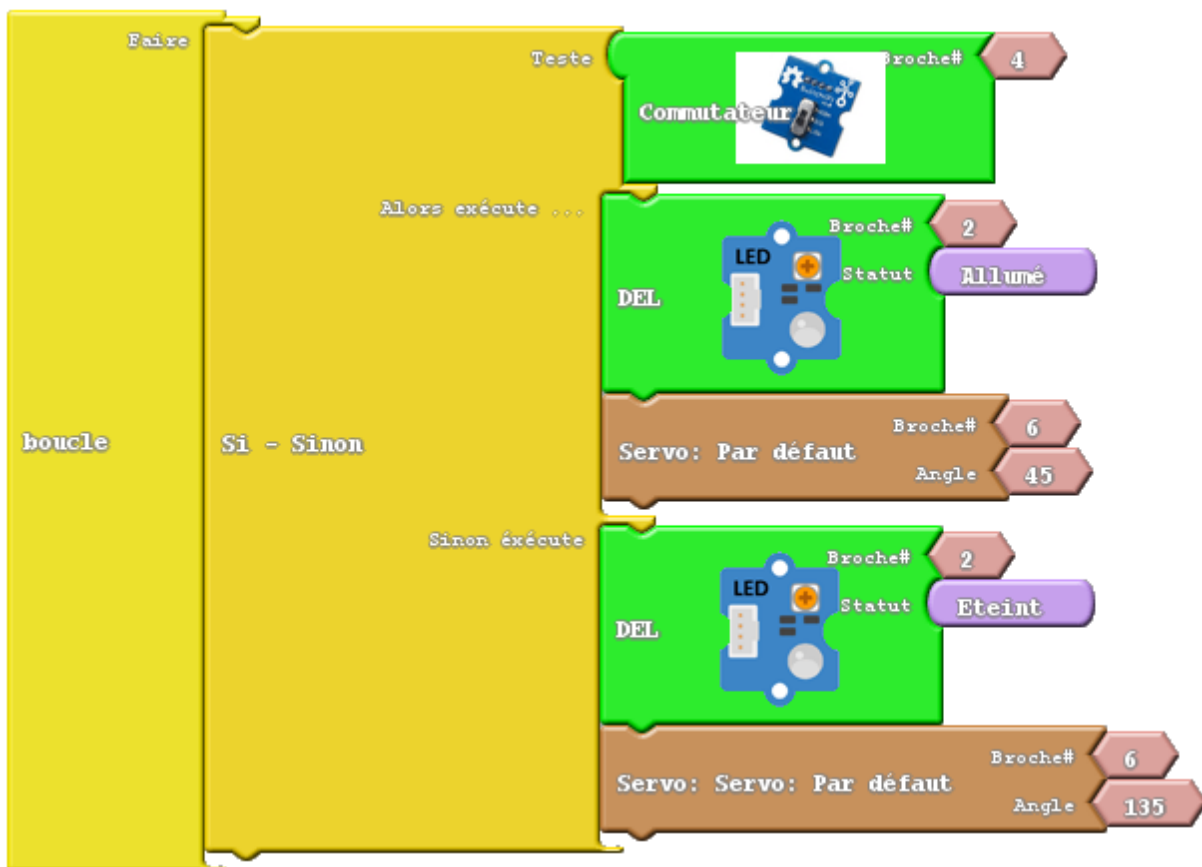 Faire
Teste
Broche# 4
Commutateur
Alors exécute ...
Broche# 2
LED
Statut Allumé
DEL
boucle
Si - Sinon
Broche# 6
Servo: Par défaut
Angle 45
Sinon éxécute
Broche# 2
LED
Statut Eteint
DEL
Broche# 6
Servo: Servo: Par défaut
Angle 135